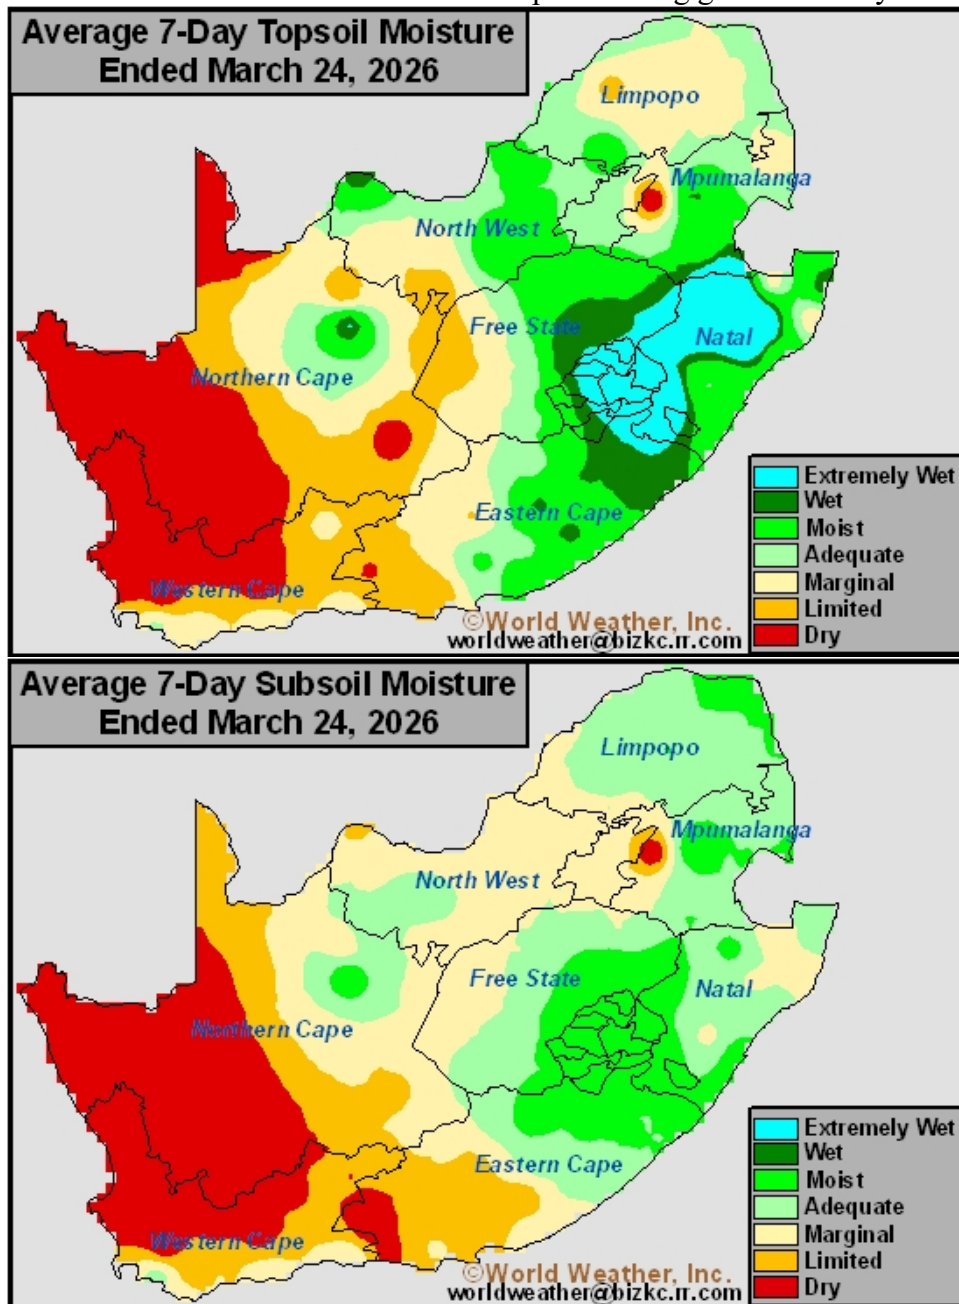 Average 7-Day Topsoil Moisture
Ended March 24, 2026
Limpopo
Mpumalanga
North West
Free State
Natal
Northern Cape
Eastern Cape
Western Cape
Extremely Wet
Wet
Moist
Adequate
Marginal
Limited
Dry
©World Weather, Inc.
worldweather@bizkc.rr.com
Average 7-Day Subsoil Moisture
Ended March 24, 2026
Limpopo
Mpumalanga
North West
Free State
Natal
Northern Cape
Eastern Cape
Western Cape
Extremely Wet
Wet
Moist
Adequate
Marginal
Limited
Dry
©World Weather, Inc.
worldweather@bizkc.rr.com